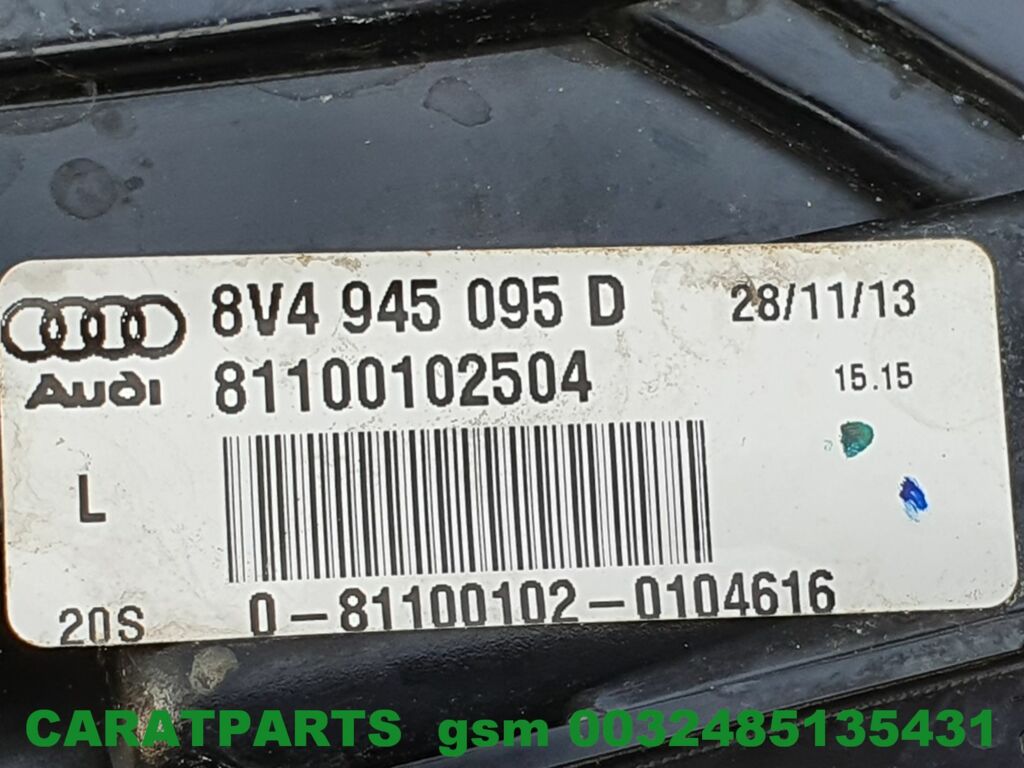 8V4 945 095 D 28/11/13
Audi 81100102504 15.15
L
20S 0-81100102-0104616
CARATPARTS gsm 0032485135431